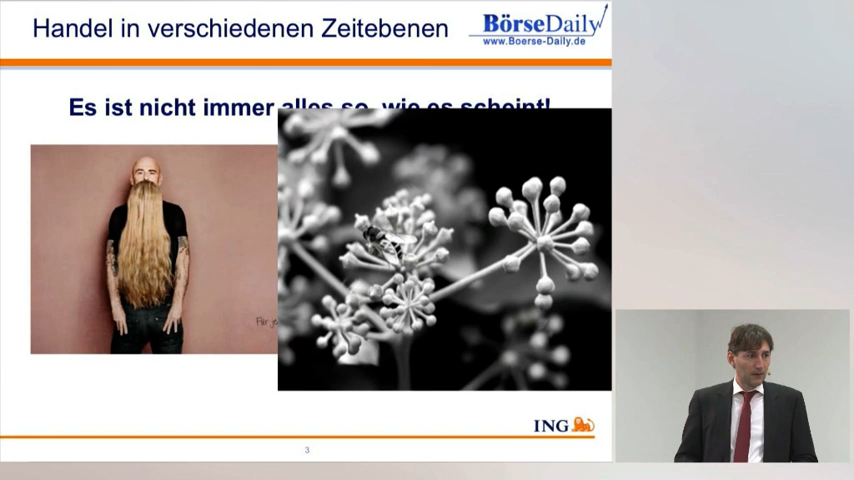 Handel in verschiedenen Zeitebenen
BörseDaily
www.Boerse-Daily.de
Es ist nicht immer alles so, wie es scheint!
Für
ING
3